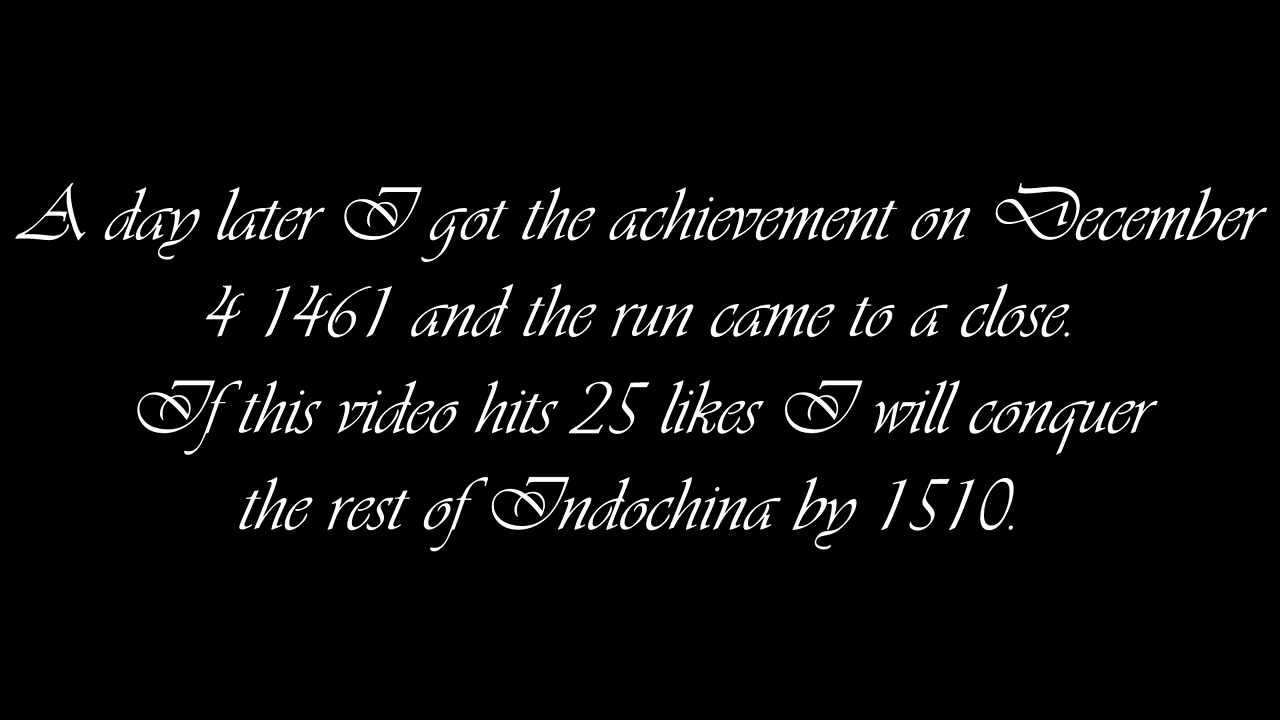 A day later I got the achievement on December
4 1461 and the run came to a close.
If this video hits 25 likes I will conquer
the rest of Indochina by 1510.